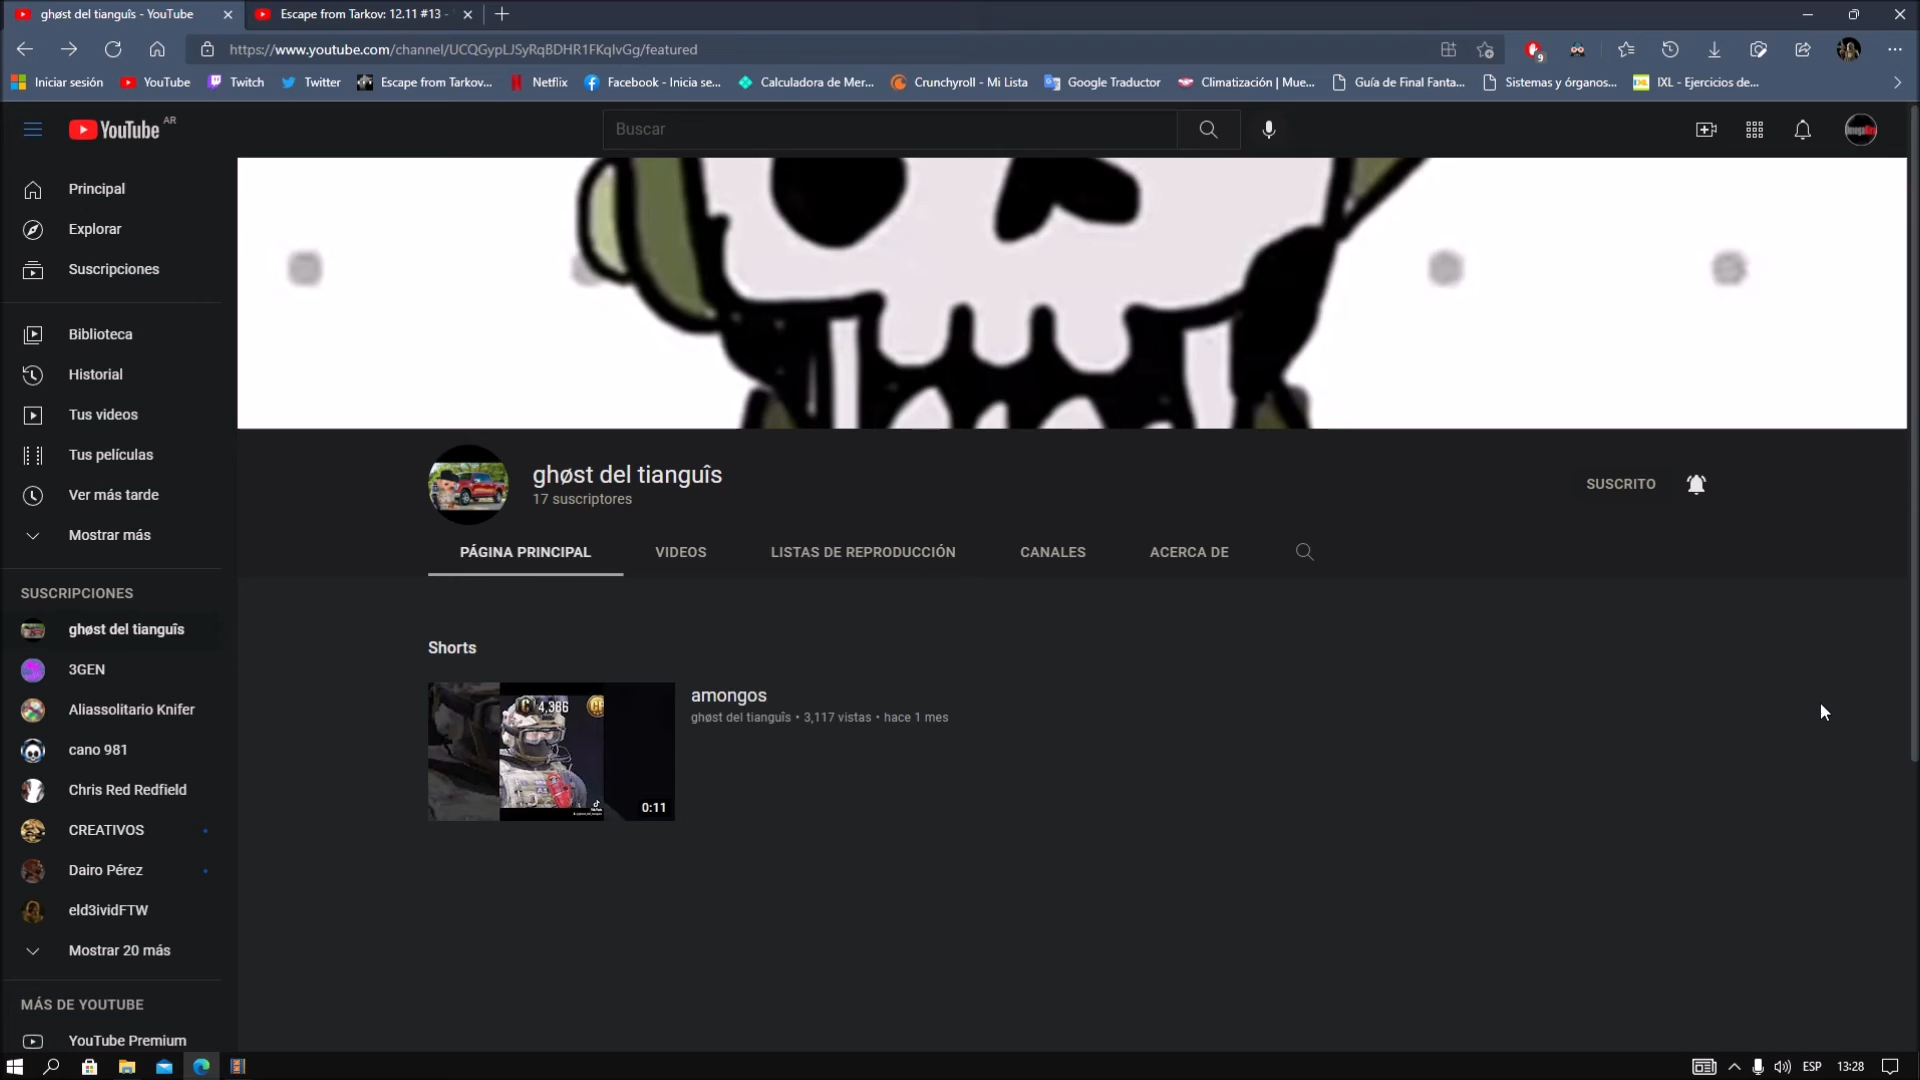 ghøst del tianguîs - YouTube
Escape from Tarkov: 12.11 #13 -
https://www.youtube.com/channel/UCQGypLJSyRqBDHR1FKqlvGg/featured
9
Iniciar sesión
YouTube
Twitch
Twitter
Escape from Tarkov...
Netflix
Facebook - Inicia se...
Calculadora de Mer...
Crunchyroll - Mi Lista
Google Traductor
Climatización | Mue...
Guía de Final Fanta...
Sistemas y órganos...
IXL - Ejercicios de...
YouTube AR
Buscar
Principal
Explorar
Suscripciones
Biblioteca
Historial
Tus videos
Tus películas
Ver más tarde
Mostrar más
SUSCRIPCIONES
ghøst del tianguîs
3GEN
Aliassolitario Knifer
cano 981
Chris Red Redfield
CREATIVOS
Dairo Pérez
eld3ividFTW
Mostrar 20 más
MÁS DE YOUTUBE
YouTube Premium
ghøst del tianguîs
17 suscriptores
SUSCRITO
PÁGINA PRINCIPAL
VIDEOS
LISTAS DE REPRODUCCIÓN
CANALES
ACERCA DE
Shorts
4,386
0:11
amongos
ghøst del tianguîs • 3,117 vistas • hace 1 mes
ESP
13:28